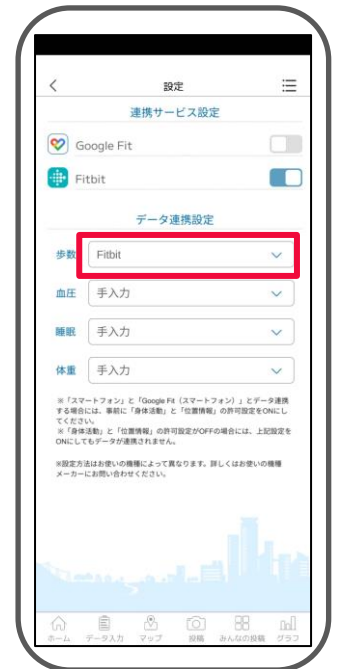 設定
連携サービス設定
Google Fit
Fitbit
データ連携設定
歩数 Fitbit
血圧 手入力
睡眠 手入力
体重 手入力
※「スマートフォン」と「Google Fit（スマートフォン）」とデータ連携
する場合には、事前に「身体活動」と「位置情報」の許可設定をONにし
てください。
※「身体活動」と「位置情報」の許可設定がOFFの場合には、上記設定を
ONにしてもデータが連携されません。
※設定方法はお使いの機種によって異なります。詳しくはお使いの機種
メーカーにお問い合わせください。
ホーム データ入力 マップ 投稿 みんなの投稿 グラフ